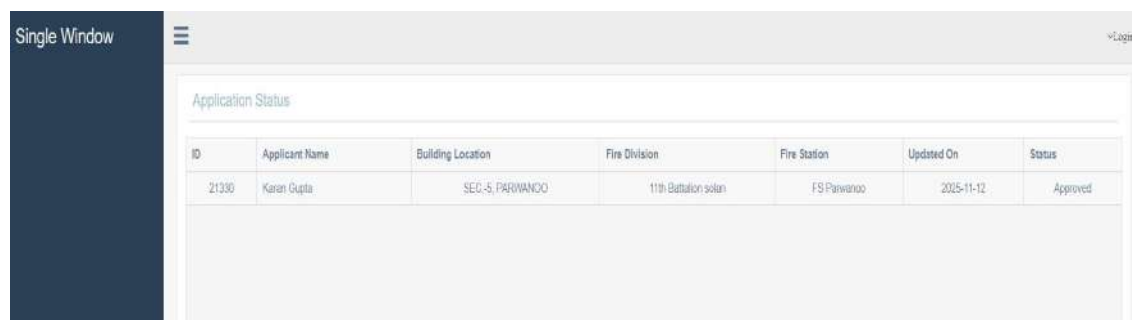 Single Window
Login
Application Status
ID Applicant Name Building Location Fire Division Fire Station Updated On Status
21330 Karan Gupta SEC.-5, PARWANOO 11th Battalion solan FS Parwanoo 2025-11-12 Approved